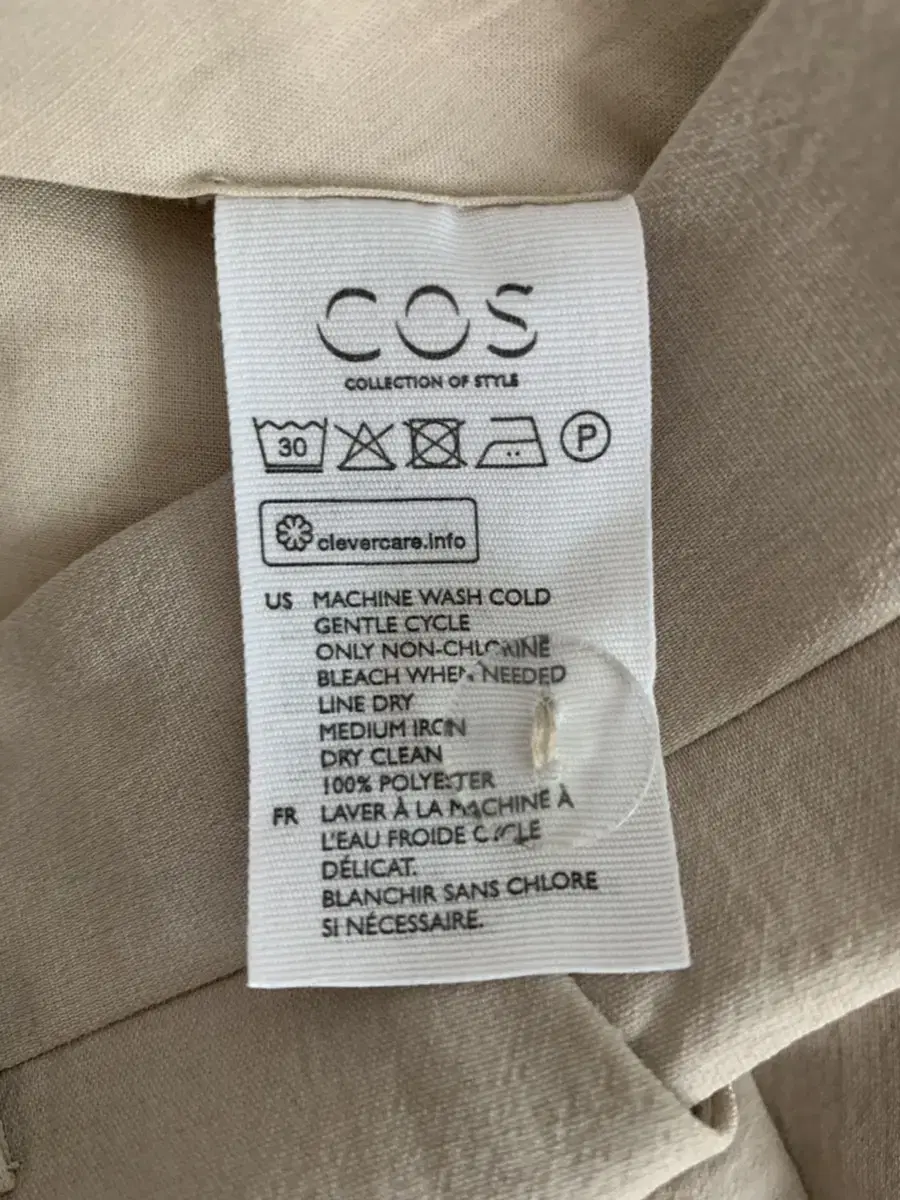 COS
COLLECTION OF STYLE
30
P
clevercare.info
US MACHINE WASH COLD
GENTLE CYCLE
ONLY NON-CHLORINE
BLEACH WHEN NEEDED
LINE DRY
MEDIUM IRON
DRY CLEAN
100% POLYESTER
FR LAVER À LA MACHINE À
L'EAU FROIDE CYCLE
DÉLICAT.
BLANCHIR SANS CHLORE
SI NÉCESSAIRE.